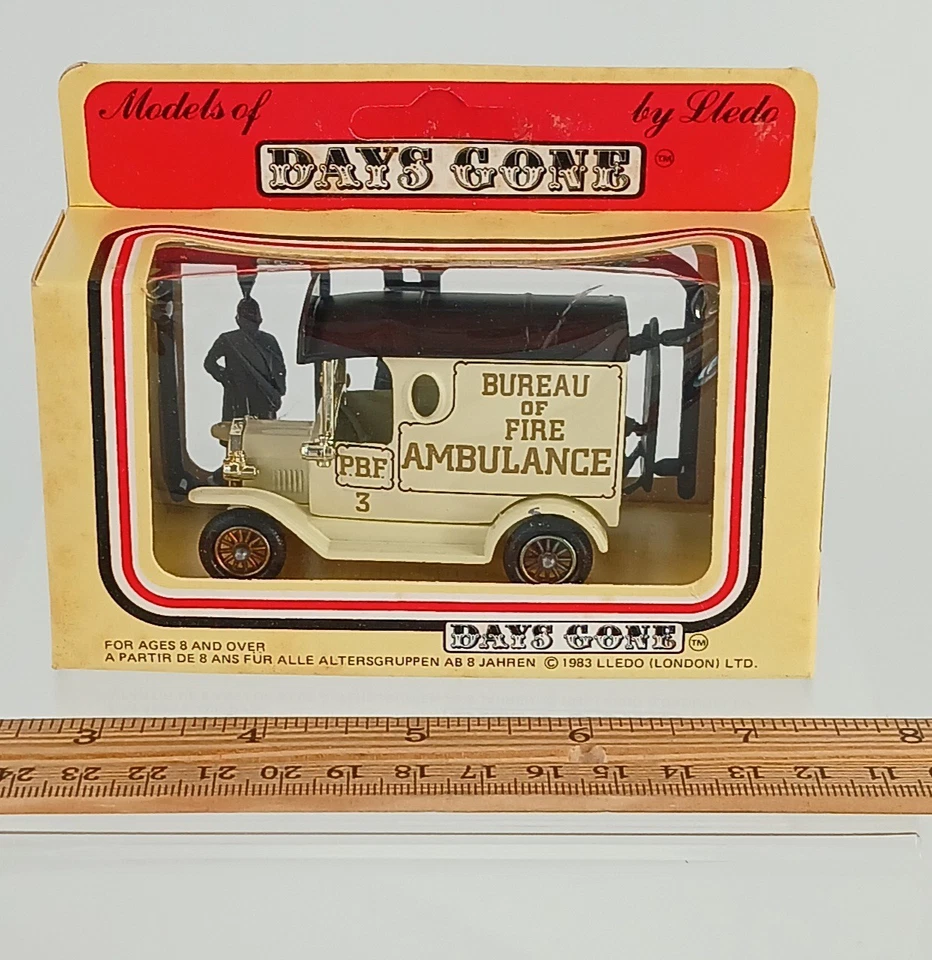 Models of
by Lledo
DAYS GONE TM
BUREAU
OF
FIRE
AMBULANCE
P.B.F.
3
DAYS GONE TM
FOR AGES 8 AND OVER
A PARTIR DE 8 ANS FÜR ALLE ALTERSGRUPPEN AB 8 JAHREN © 1983 LLEDO (LONDON) LTD.
3 4 5 6 7 8
24 23 22 21 20 19 18 17 16 15 14 13 12 11